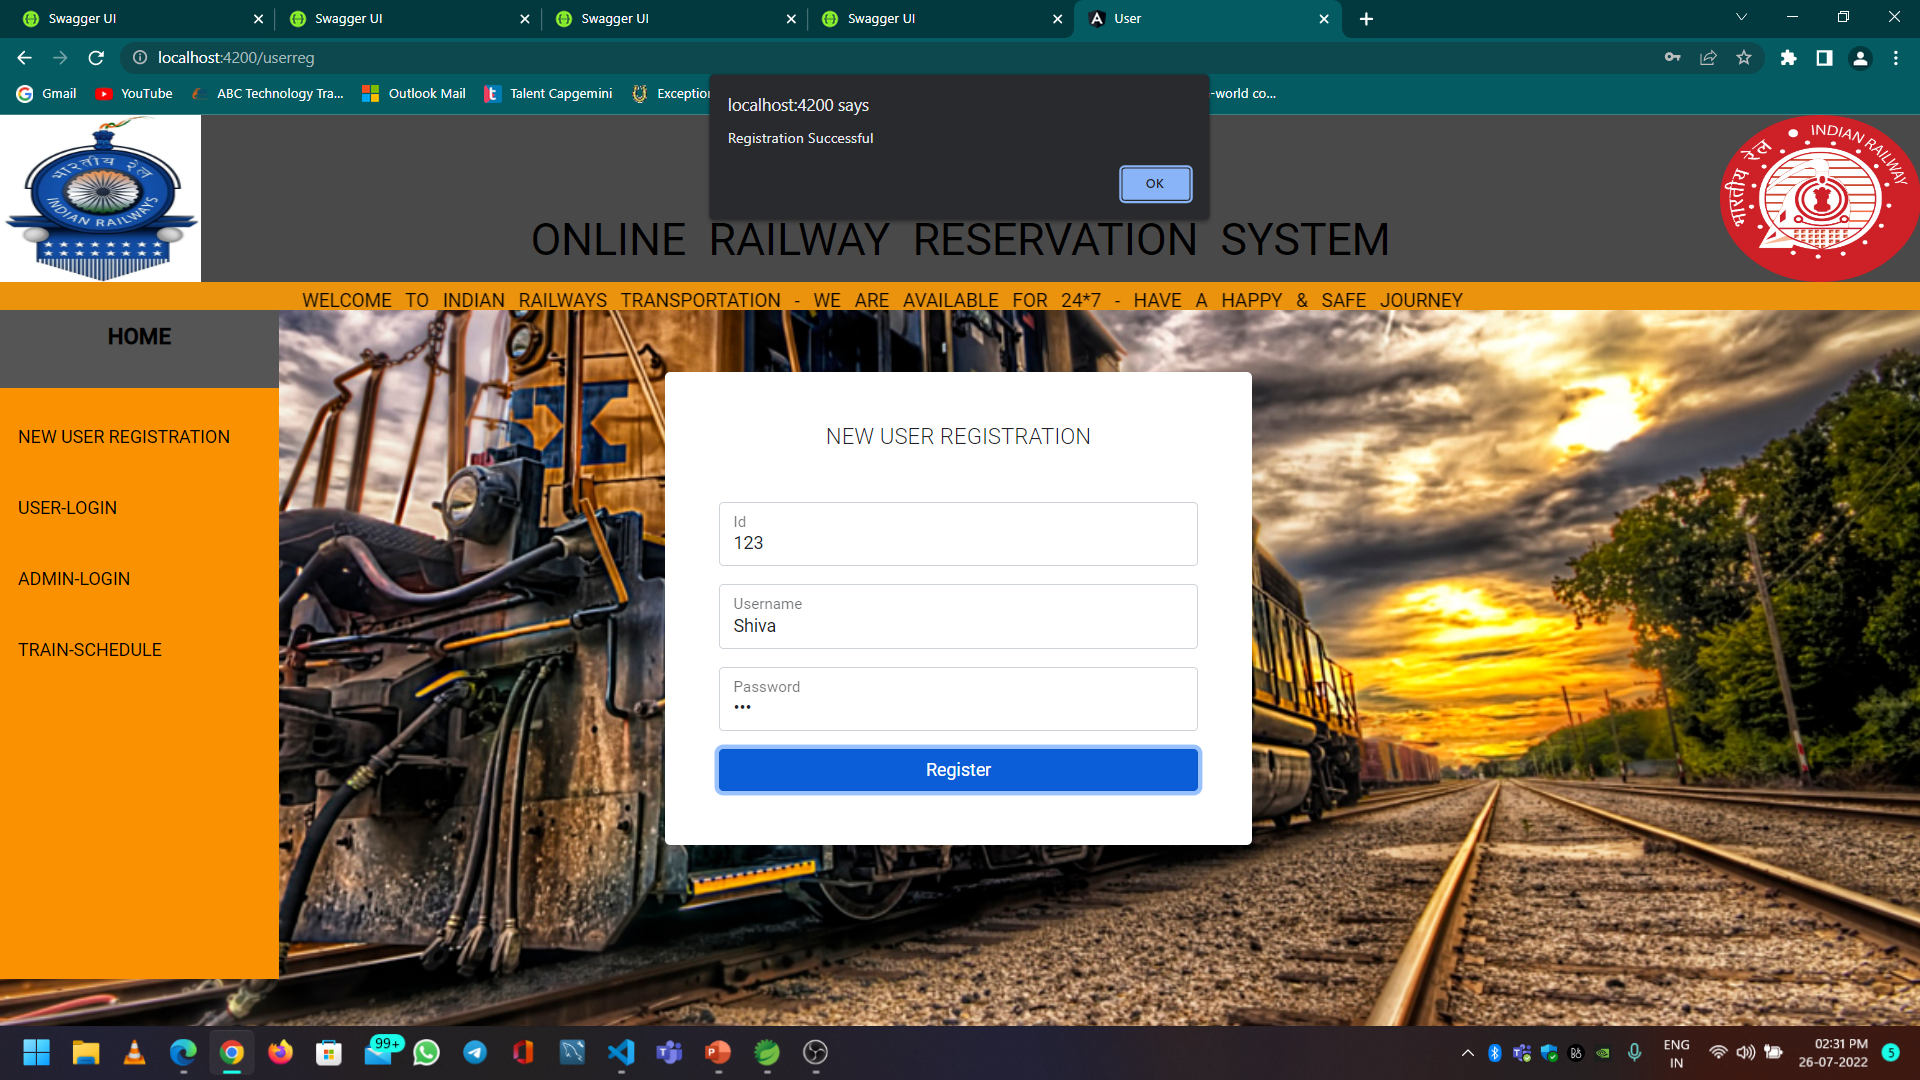 Swagger UI
Swagger UI
Swagger UI
Swagger UI
User
localhost:4200/userreg
Gmail
YouTube
ABC Technology Tra...
Outlook Mail
Talent Capgemini
Exception
-world co...
localhost:4200 says
Registration Successful
OK
भारतीय रेल
INDIAN RAILWAYS
ONLINE RAILWAY RESERVATION SYSTEM
भारतीय रेल
INDIAN RAILWAY
WELCOME TO INDIAN RAILWAYS TRANSPORTATION - WE ARE AVAILABLE FOR 24*7 - HAVE A HAPPY & SAFE JOURNEY
HOME
NEW USER REGISTRATION
USER-LOGIN
ADMIN-LOGIN
TRAIN-SCHEDULE
NEW USER REGISTRATION
Id
123
Username
Shiva
Password
•••
Register
99+
ENG
IN
02:31 PM
26-07-2022
5